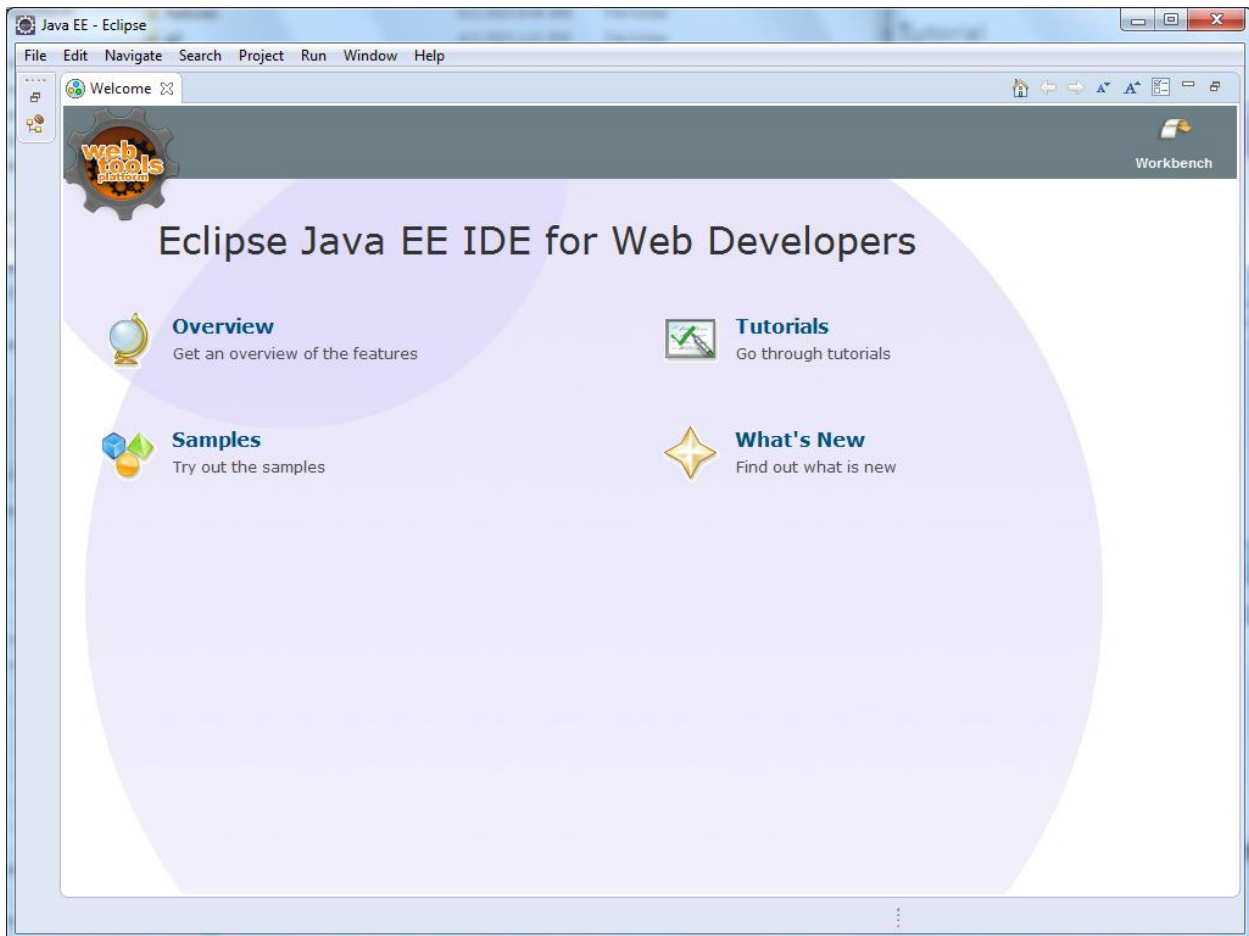 Java EE - Eclipse
Tutorial
File Edit Navigate Search Project Run Window Help
Welcome
web tools platform
Workbench
Eclipse Java EE IDE for Web Developers
Overview
Get an overview of the features
Tutorials
Go through tutorials
Samples
Try out the samples
What's New
Find out what is new